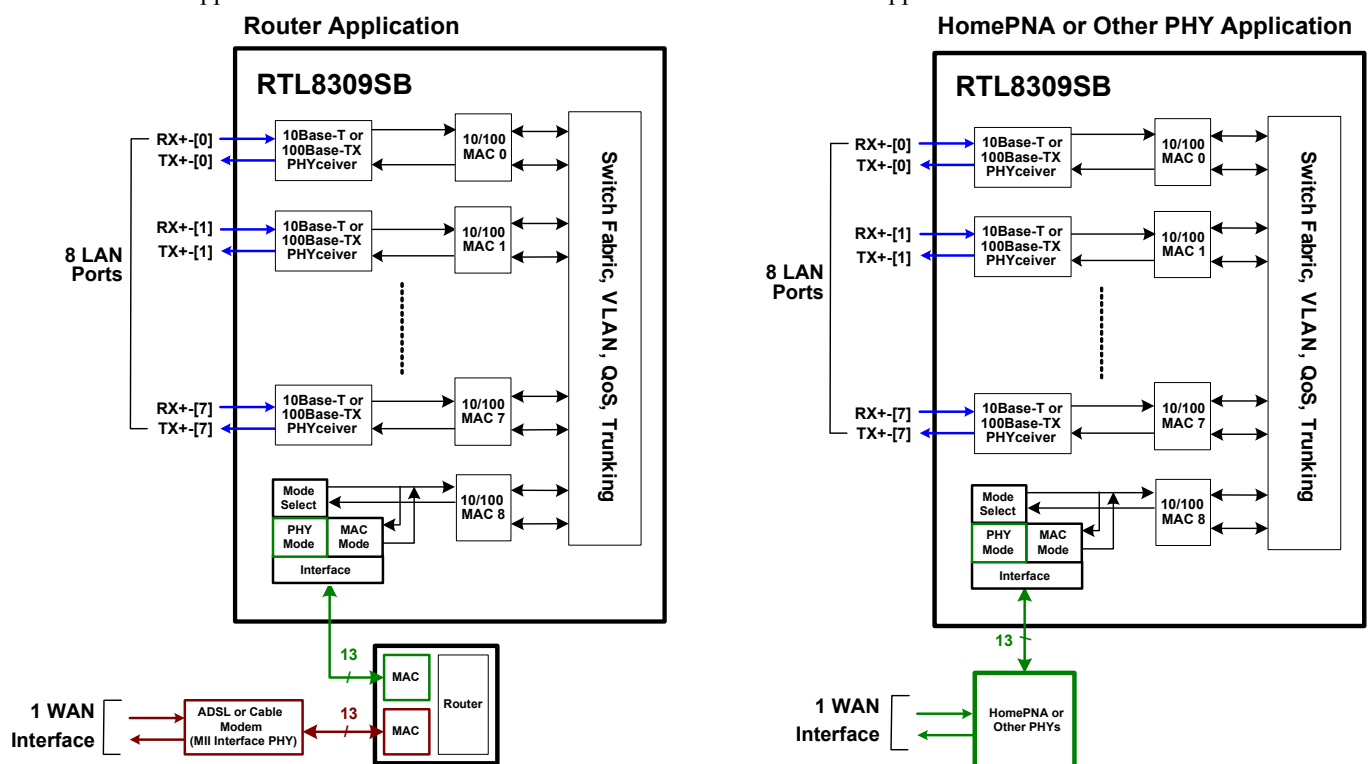 Router Application
RTL8309SB
RX+-[0]
TX+-[0]
10Base-T or
100Base-TX
PHYceiver
10/100
MAC 0
RX+-[1]
TX+-[1]
10Base-T or
100Base-TX
PHYceiver
10/100
MAC 1
8 LAN
Ports
RX+-[7]
TX+-[7]
10Base-T or
100Base-TX
PHYceiver
10/100
MAC 7
Switch Fabric, VLAN, QoS, Trunking
Mode
Select
PHY
Mode
MAC
Mode
Interface
10/100
MAC 8
13
MAC
MAC
Router
1 WAN
Interface
ADSL or Cable
Modem
(MII Interface PHY)
13
HomePNA or Other PHY Application
RTL8309SB
RX+-[0]
TX+-[0]
10Base-T or
100Base-TX
PHYceiver
10/100
MAC 0
RX+-[1]
TX+-[1]
10Base-T or
100Base-TX
PHYceiver
10/100
MAC 1
8 LAN
Ports
RX+-[7]
TX+-[7]
10Base-T or
100Base-TX
PHYceiver
10/100
MAC 7
Switch Fabric, VLAN, QoS, Trunking
Mode
Select
PHY
Mode
MAC
Mode
Interface
10/100
MAC 8
13
1 WAN
Interface
HomePNA or
Other PHYs